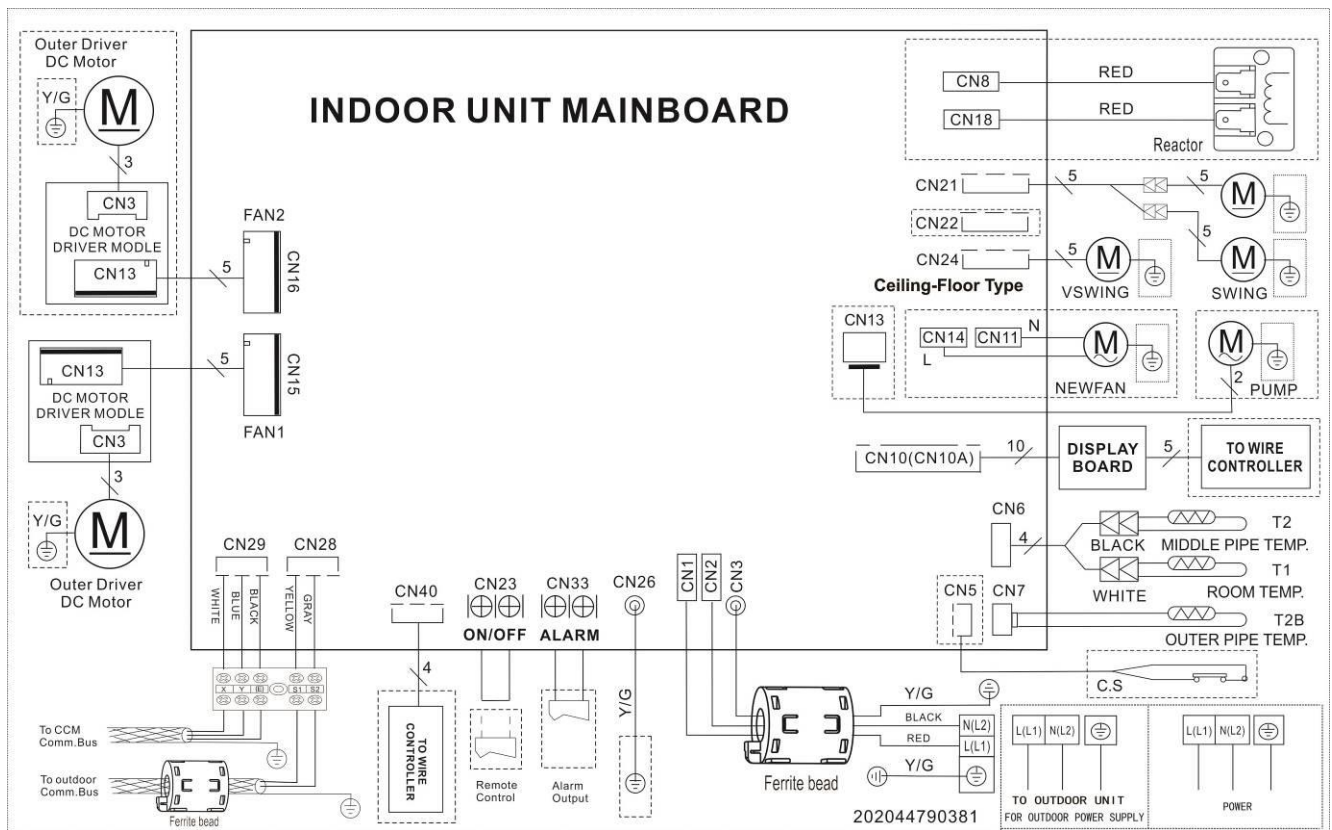 Outer Driver
DC Motor
Y/G
M
3
CN3
DC MOTOR
DRIVER MODLE
CN13
5
FAN2
CN16
CN13
5
CN15
DC MOTOR
DRIVER MODLE
CN3
FAN1
3
Y/G
M
Outer Driver
DC Motor
INDOOR UNIT MAINBOARD
CN8
RED
CN18
RED
Reactor
CN21
5
5
M
CN22
5
CN24
5
M
M
Ceiling-Floor Type
VSWING
SWING
CN13
CN14
CN11
N
L
M
NEWFAN
M
2
PUMP
CN10(CN10A)
10
DISPLAY
BOARD
5
TO WIRE
CONTROLLER
CN6
4
T2
BLACK
MIDDLE PIPE TEMP.
T1
WHITE
ROOM TEMP.
CN5
CN7
T2B
OUTER PIPE TEMP.
C.S
CN29
CN28
WHITE
BLUE
BLACK
YELLOW
GRAY
X
Y
(E)
S1
S2
To CCM
Comm.Bus
To outdoor
Comm.Bus
Ferrite bead
CN40
4
TO WIRE
CONTROLLER
CN23
ON/OFF
Remote
Control
CN33
ALARM
Alarm
Output
CN26
Y/G
CN1
CN2
CN3
Ferrite bead
Y/G
BLACK
RED
Y/G
N(L2)
L(L1)
202044790381
L(L1)
N(L2)
TO OUTDOOR UNIT
FOR OUTDOOR POWER SUPPLY
L(L1)
N(L2)
POWER